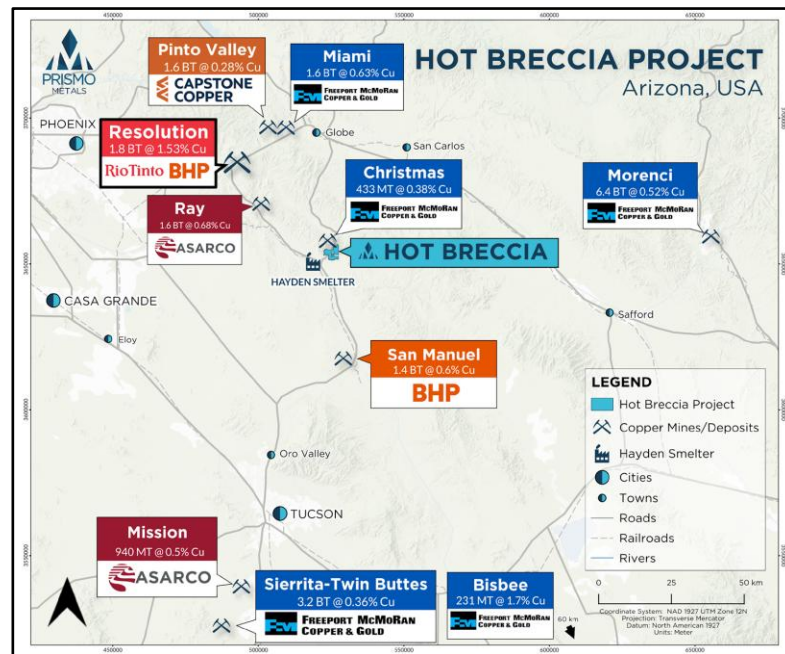 450000
500000
550000
600000
650000
HOT BRECCIA PROJECT
Arizona, USA
PRISMO
METALS
Pinto Valley
1.6 BT @ 0.28% Cu
CAPSTONE
COPPER
Miami
1.6 BT @ 0.63% Cu
FCX
FREEPORT-MCMORAN
COPPER & GOLD
PHOENIX
Resolution
1.8 BT @ 1.53% Cu
RioTinto BHP
Globe
San Carlos
Christmas
433 MT @ 0.38% Cu
FREEPORT-MCMORAN
COPPER & GOLD
Morenci
6.4 BT @ 0.52% Cu
FREEPORT-MCMORAN
COPPER & GOLD
Ray
1.6 BT @ 0.68% Cu
ASARCO
HOT BRECCIA
HAYDEN SMELTER
CASA GRANDE
Eloy
Safford
San Manuel
1.4 BT @ 0.6% Cu
BHP
LEGEND
Hot Breccia Project
Copper Mines/Deposits
Hayden Smelter
Cities
Towns
Roads
Railroads
Rivers
Oro Valley
TUCSON
Mission
940 MT @ 0.5% Cu
ASARCO
Sierrita-Twin Buttes
3.2 BT @ 0.36% Cu
FREEPORT-MCMORAN
COPPER & GOLD
Bisbee
231 MT @ 1.7% Cu
FREEPORT-MCMORAN
COPPER & GOLD
60 km
0 25 50 km
Coordinate System: NAD 1927 UTM Zone 12N
Projection: Transverse Mercator
Datum: North American 1927
Units: Meter
450000
500000
550000
600000
650000